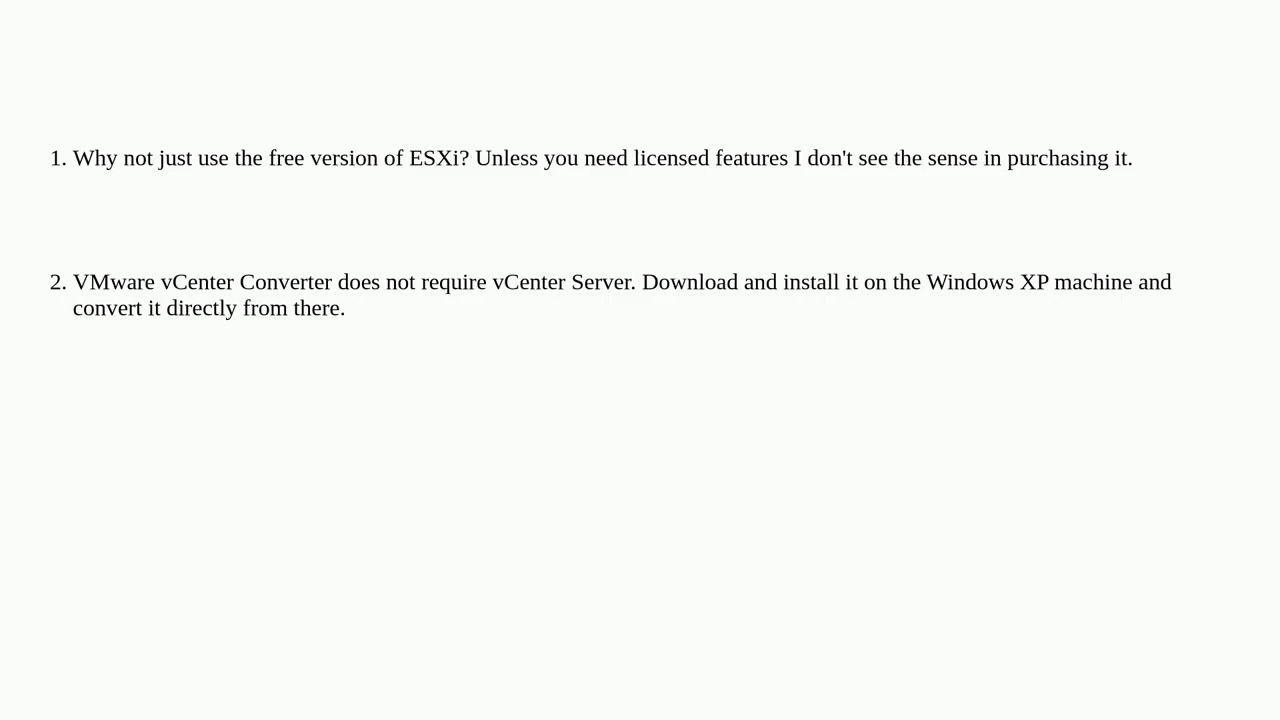 1. Why not just use the free version of ESXi? Unless you need licensed features I don't see the sense in purchasing it.
2. VMware vCenter Converter does not require vCenter Server. Download and install it on the Windows XP machine and
convert it directly from there.